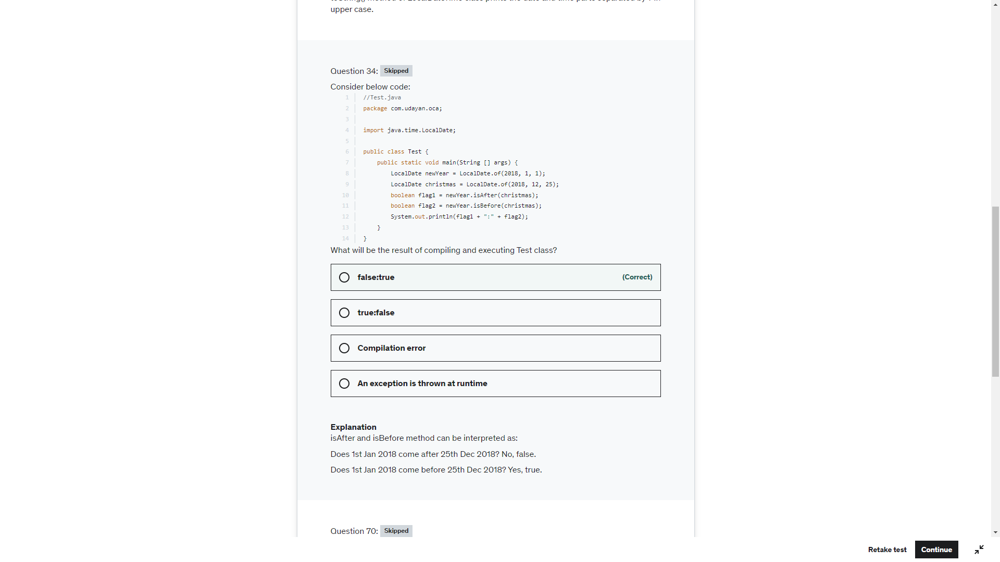 upper case.
Question 34: Skipped
Consider below code:
1 //Test.java
2 package com.udayan.oca;
3
4 import java.time.LocalDate;
5
6 public class Test {
7 public static void main(String [] args) {
8 LocalDate newYear = LocalDate.of(2018, 1, 1);
9 LocalDate christmas = LocalDate.of(2018, 12, 25);
10 boolean flag1 = newYear.isAfter(christmas);
11 boolean flag2 = newYear.isBefore(christmas);
12 System.out.println(flag1 + ":" + flag2);
13 }
14 }
What will be the result of compiling and executing Test class?
false:true (Correct)
true:false
Compilation error
An exception is thrown at runtime
Explanation
isAfter and isBefore method can be interpreted as:
Does 1st Jan 2018 come after 25th Dec 2018? No, false.
Does 1st Jan 2018 come before 25th Dec 2018? Yes, true.
Question 70: Skipped
Retake test Continue